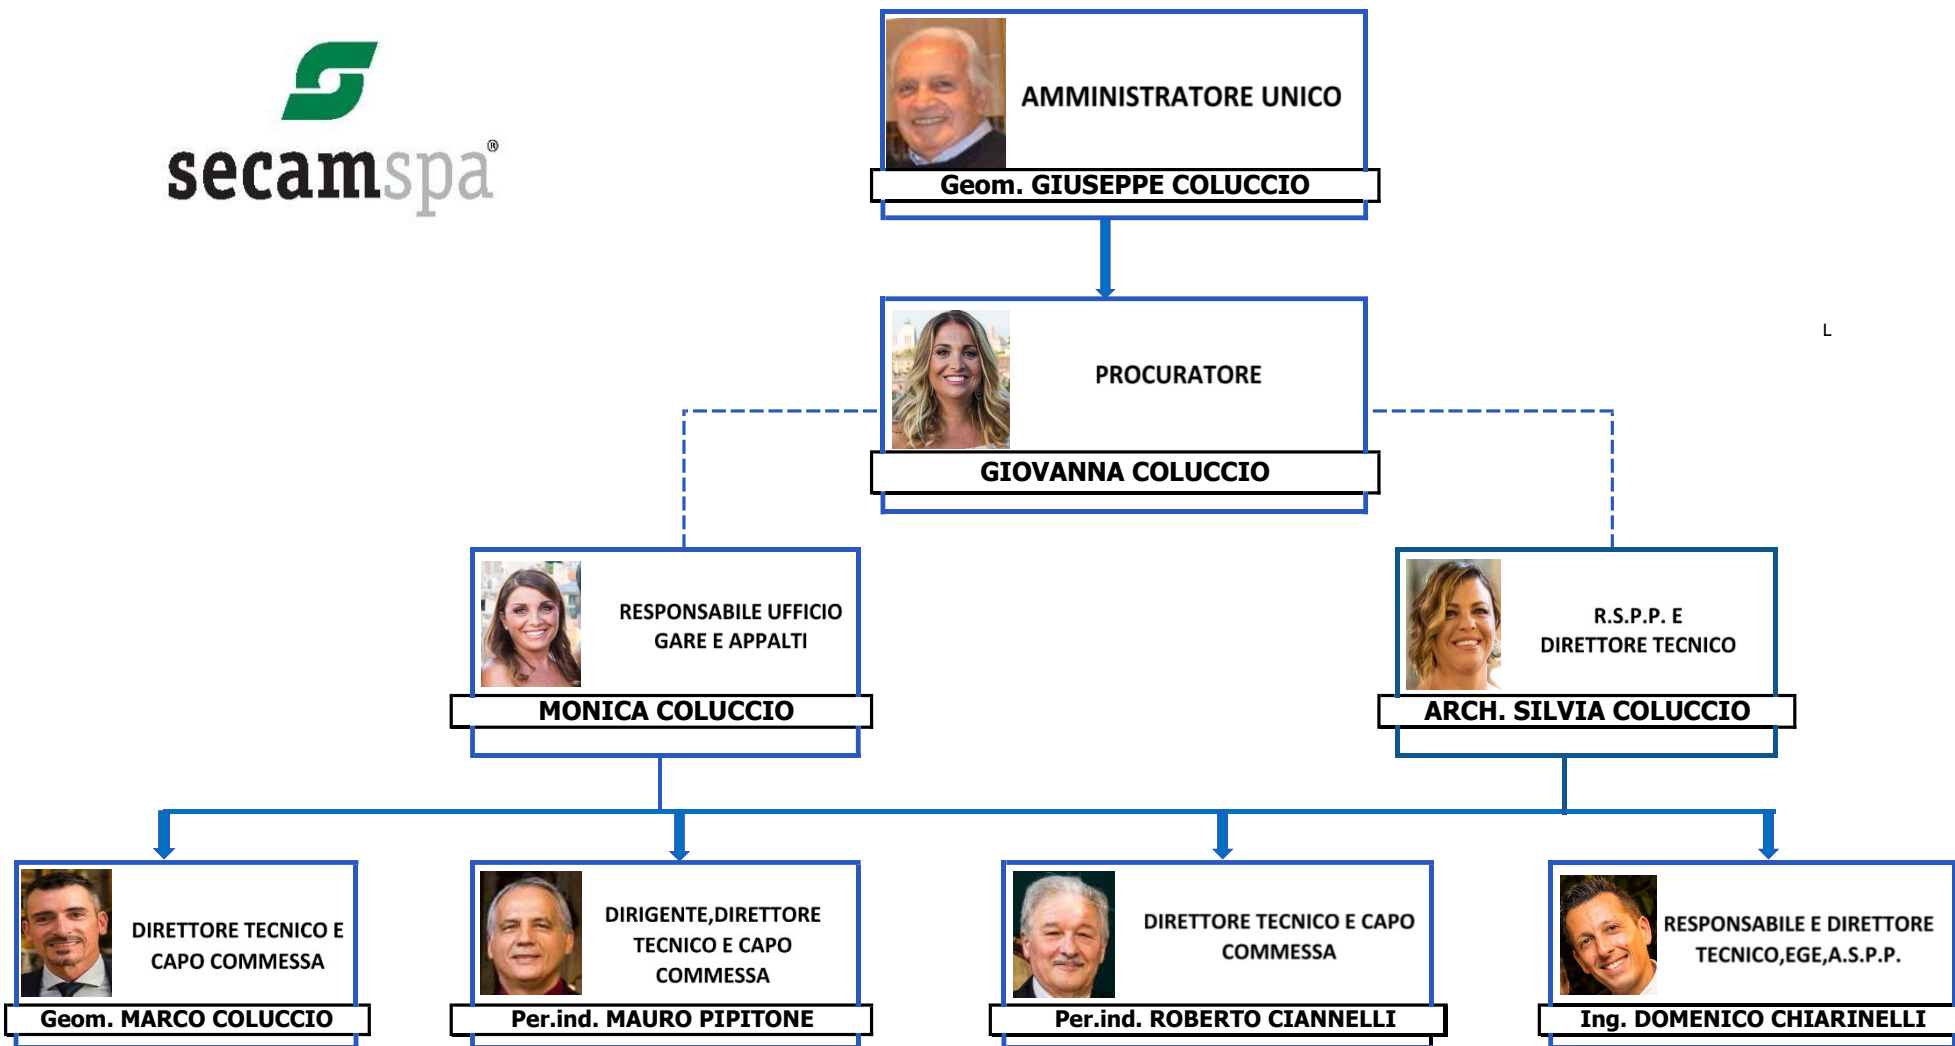 secamspa®
AMMINISTRATORE UNICO
Geom. GIUSEPPE COLUCCIO
L
PROCURATORE
GIOVANNA COLUCCIO
RESPONSABILE UFFICIO
GARE E APPALTI
MONICA COLUCCIO
R.S.P.P. E
DIRETTORE TECNICO
ARCH. SILVIA COLUCCIO
DIRETTORE TECNICO E
CAPO COMMESSA
Geom. MARCO COLUCCIO
DIRIGENTE,DIRETTORE
TECNICO E CAPO
COMMESSA
Per.ind. MAURO PIPITONE
DIRETTORE TECNICO E CAPO
COMMESSA
Per.ind. ROBERTO CIANNELLI
RESPONSABILE E DIRETTORE
TECNICO,EGE,A.S.P.P.
Ing. DOMENICO CHIARINELLI